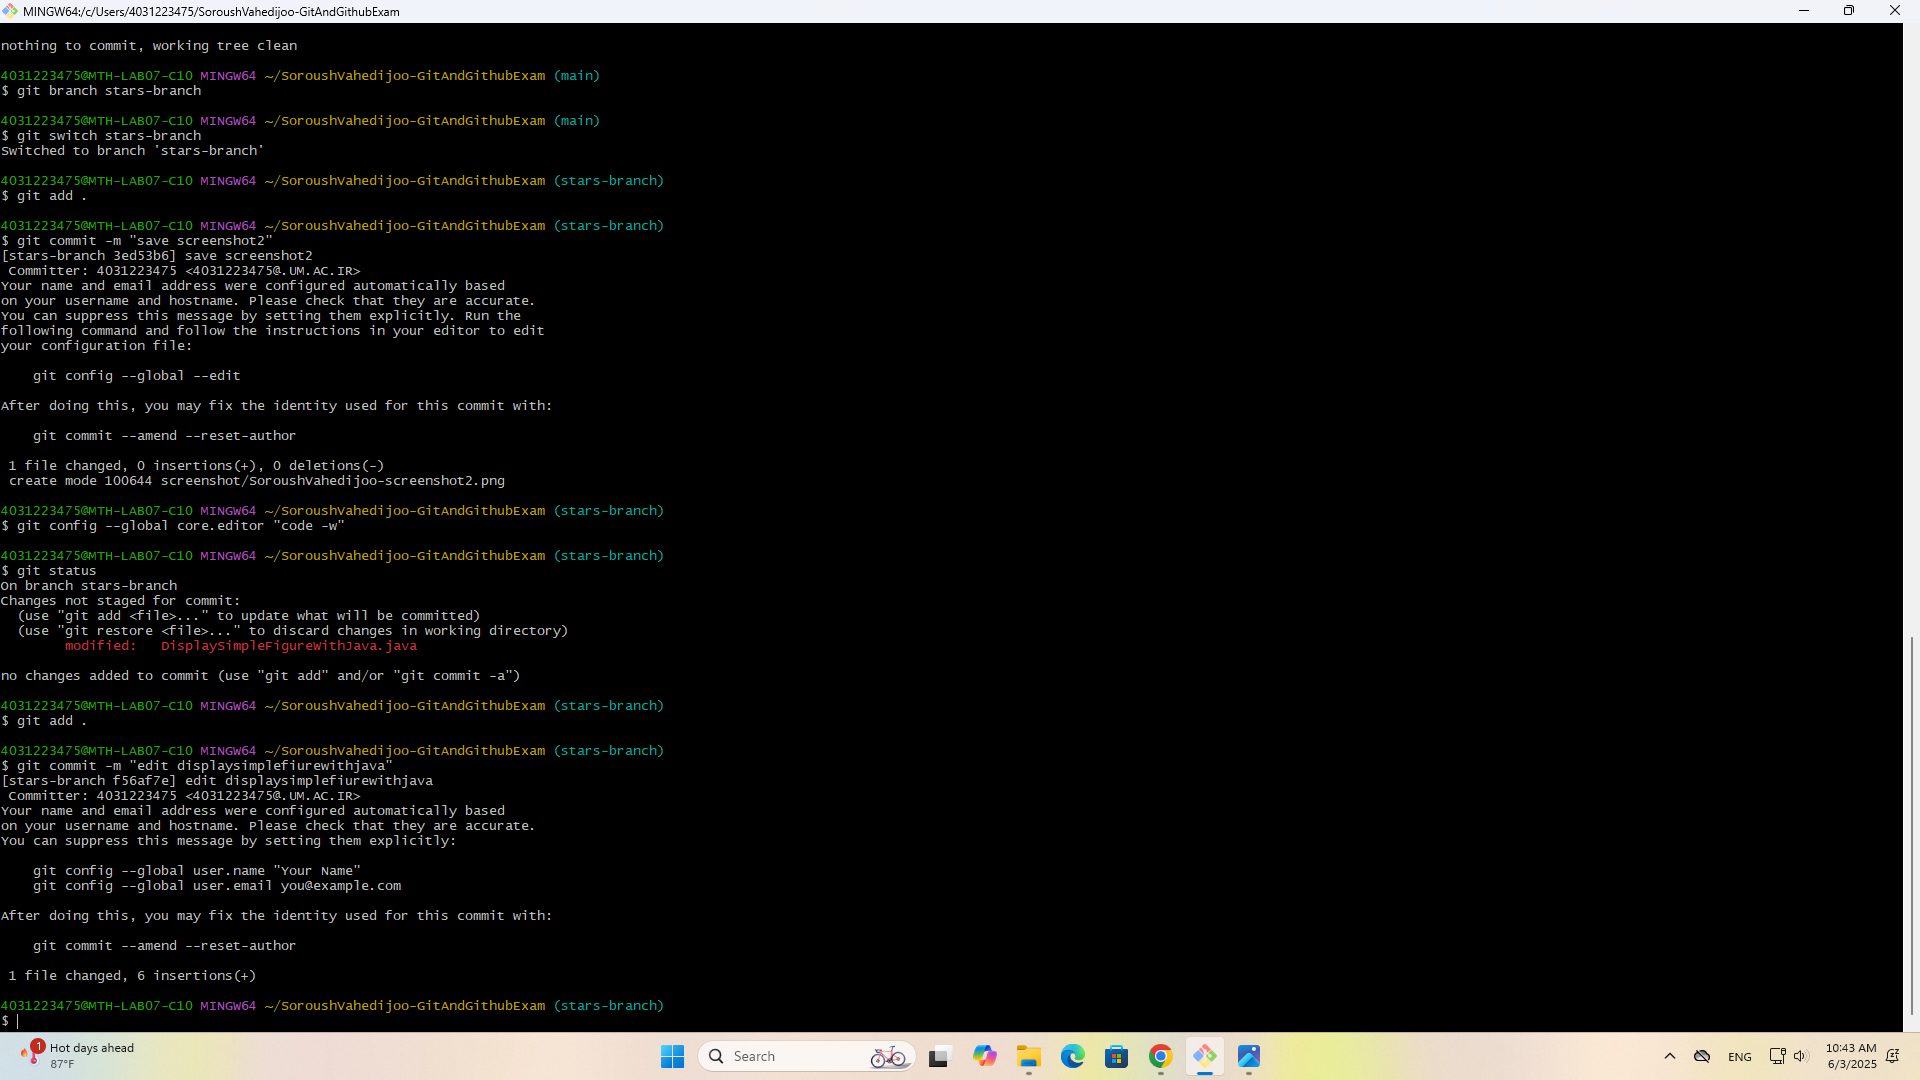 MINGW64:/c/Users/4031223475/SoroushVahedijoo-GitAndGithubExam
nothing to commit, working tree clean
4031223475@MTH-LAB07-C10 MINGW64 ~/SoroushVahedijoo-GitAndGithubExam (main)
$ git branch stars-branch
4031223475@MTH-LAB07-C10 MINGW64 ~/SoroushVahedijoo-GitAndGithubExam (main)
$ git switch stars-branch
Switched to branch 'stars-branch'
4031223475@MTH-LAB07-C10 MINGW64 ~/SoroushVahedijoo-GitAndGithubExam (stars-branch)
$ git add .
4031223475@MTH-LAB07-C10 MINGW64 ~/SoroushVahedijoo-GitAndGithubExam (stars-branch)
$ git commit -m "save screenshot2"
[stars-branch 3ed53b6] save screenshot2
 Committer: 4031223475 <4031223475@.UM.AC.IR>
Your name and email address were configured automatically based
on your username and hostname. Please check that they are accurate.
You can suppress this message by setting them explicitly. Run the
following command and follow the instructions in your editor to edit
your configuration file:
    git config --global --edit
After doing this, you may fix the identity used for this commit with:
    git commit --amend --reset-author
 1 file changed, 0 insertions(+), 0 deletions(-)
 create mode 100644 screenshot/SoroushVahedijoo-screenshot2.png
4031223475@MTH-LAB07-C10 MINGW64 ~/SoroushVahedijoo-GitAndGithubExam (stars-branch)
$ git config --global core.editor "code -w"
4031223475@MTH-LAB07-C10 MINGW64 ~/SoroushVahedijoo-GitAndGithubExam (stars-branch)
$ git status
On branch stars-branch
Changes not staged for commit:
  (use "git add <file>..." to update what will be committed)
  (use "git restore <file>..." to discard changes in working directory)
        modified:   DisplaySimpleFigureWithJava.java
no changes added to commit (use "git add" and/or "git commit -a")
4031223475@MTH-LAB07-C10 MINGW64 ~/SoroushVahedijoo-GitAndGithubExam (stars-branch)
$ git add .
4031223475@MTH-LAB07-C10 MINGW64 ~/SoroushVahedijoo-GitAndGithubExam (stars-branch)
$ git commit -m "edit displaysimplefiurewithjava"
[stars-branch f56af7e] edit displaysimplefiurewithjava
 Committer: 4031223475 <4031223475@.UM.AC.IR>
Your name and email address were configured automatically based
on your username and hostname. Please check that they are accurate.
You can suppress this message by setting them explicitly:
    git config --global user.name "Your Name"
    git config --global user.email you@example.com
After doing this, you may fix the identity used for this commit with:
    git commit --amend --reset-author
 1 file changed, 6 insertions(+)
4031223475@MTH-LAB07-C10 MINGW64 ~/SoroushVahedijoo-GitAndGithubExam (stars-branch)
$
1
Hot days ahead
87°F
Search
ENG
10:43 AM
6/3/2025